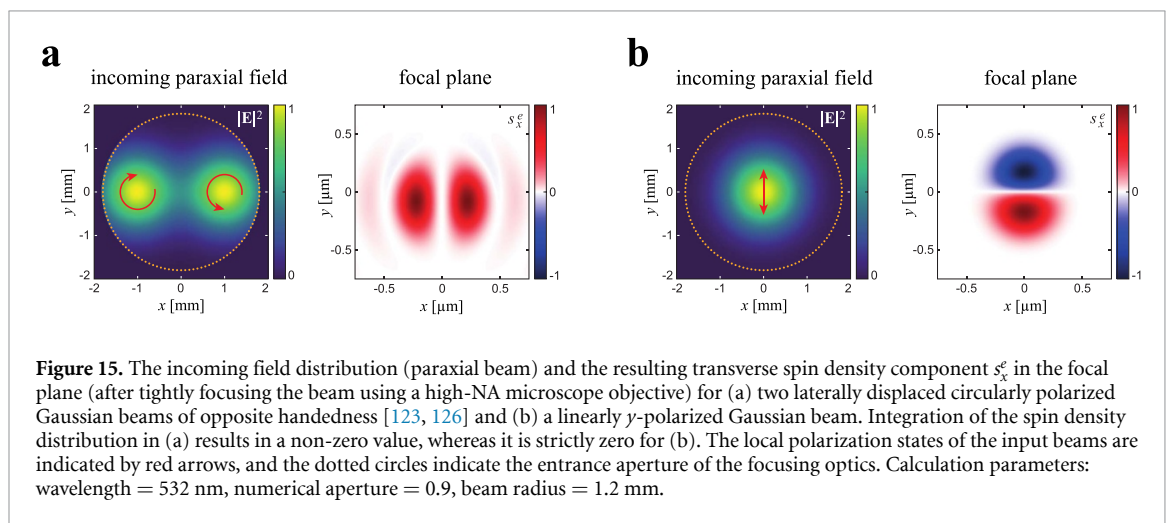 a
incoming paraxial field
focal plane
b
incoming paraxial field
focal plane
2
1
0
-1
-2
y [mm]
|E|²
1
0
-2 -1 0 1 2
x [mm]
0.5
0
-0.5
y [µm]
sₓᵉ
1
0
-1
-0.5 0 0.5
x [µm]
2
1
0
-1
-2
y [mm]
|E|²
1
0
-2 -1 0 1 2
x [mm]
0.5
0
-0.5
y [µm]
sₓᵉ
1
0
-1
-0.5 0 0.5
x [µm]
Figure 15. The incoming field distribution (paraxial beam) and the resulting transverse spin density component sₓᵉ in the focal
plane (after tightly focusing the beam using a high-NA microscope objective) for (a) two laterally displaced circularly polarized
Gaussian beams of opposite handedness [123, 126] and (b) a linearly y-polarized Gaussian beam. Integration of the spin density
distribution in (a) results in a non-zero value, whereas it is strictly zero for (b). The local polarization states of the input beams are
indicated by red arrows, and the dotted circles indicate the entrance aperture of the focusing optics. Calculation parameters:
wavelength = 532 nm, numerical aperture = 0.9, beam radius = 1.2 mm.